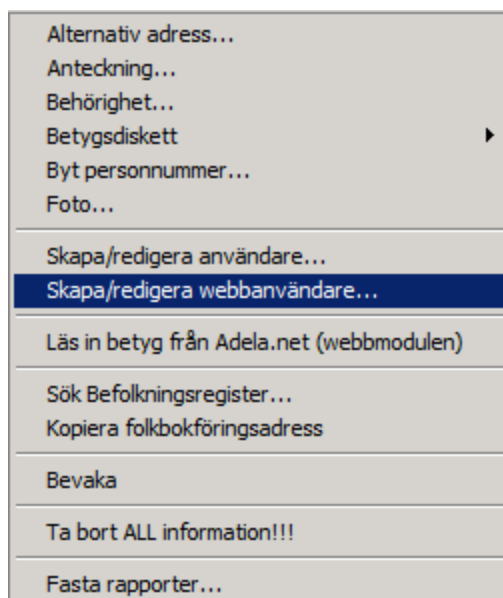 Alternativ adress...
Anteckning...
Behörighet...
Betygsdiskett
Byt personnummer...
Foto...
Skapa/redigera användare...
Skapa/redigera webbanvändare...
Läs in betyg från Adela.net (webbmodulen)
Sök Befolkningsregister...
Kopiera folkbokföringsadress
Bevaka
Ta bort ALL information!!!
Fasta rapporter...